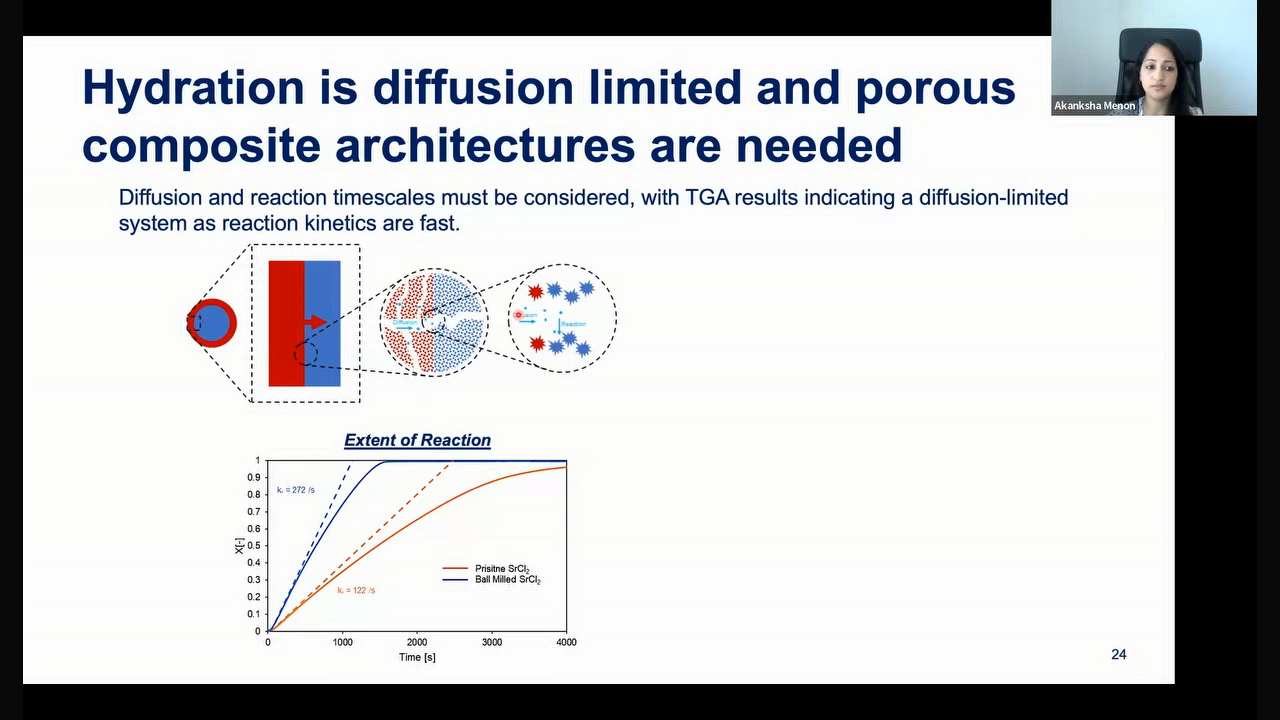 Hydration is diffusion limited and porous
composite architectures are needed
Akanksha Menon
Diffusion and reaction timescales must be considered, with TGA results indicating a diffusion-limited
system as reaction kinetics are fast.
Diffusion
Reaction
Extent of Reaction
1
0.9
0.8
0.7
0.6
0.5
0.4
0.3
0.2
0.1
0
X[-]
= 272 /s
= 122 /s
Prisitne SrCl₂
Ball Milled SrCl₂
0 1000 2000 3000 4000
Time [s]
24